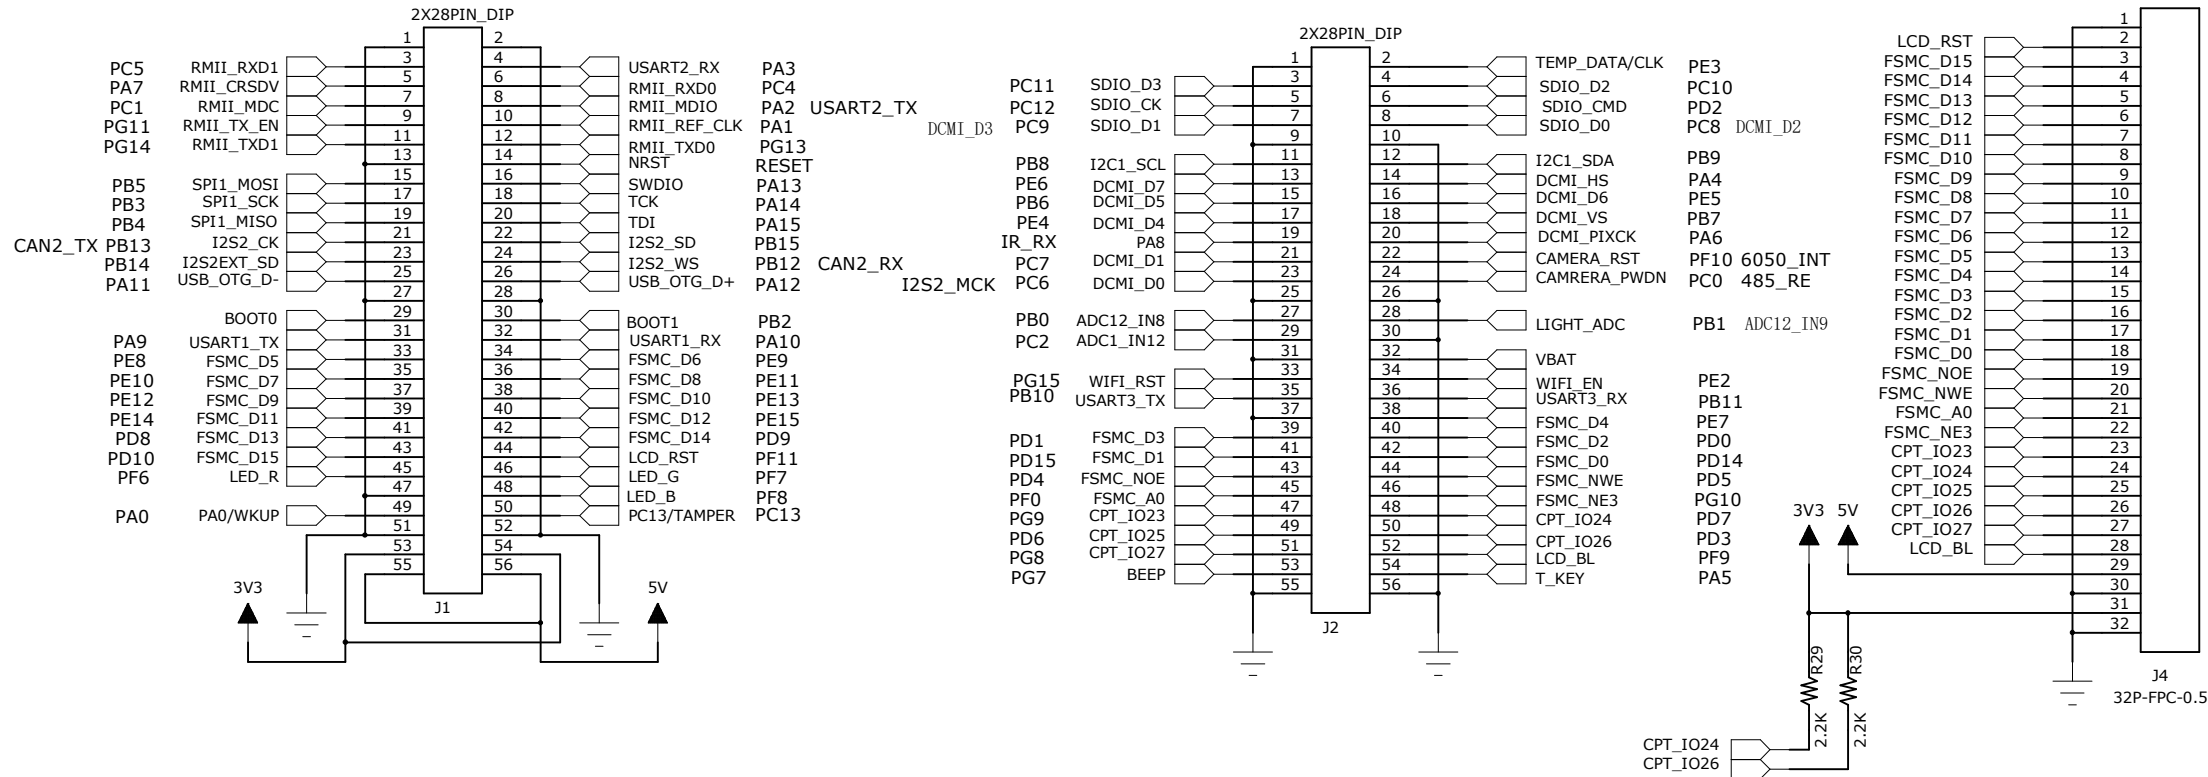 2X28PIN_DIP
1 2
PC5 RMII_RXD1 3 4 USART2_RX PA3
PA7 RMII_CRSDV 5 6 RMII_RXD0 PC4
PC1 RMII_MDC 7 8 RMII_MDIO PA2 USART2_TX
PG11 RMII_TX_EN 9 10 RMII_REF_CLK PA1
PG14 RMII_TXD1 11 12 RMII_TXD0 PG13
13 14 NRST RESET
PB5 SPI1_MOSI 15 16 SWDIO PA13
PB3 SPI1_SCK 17 18 TCK PA14
PB4 SPI1_MISO 19 20 TDI PA15
CAN2_TX PB13 I2S2_CK 21 22 I2S2_SD PB15
PB14 I2S2EXT_SD 23 24 I2S2_WS PB12 CAN2_RX
PA11 USB_OTG_D- 25 26 USB_OTG_D+ PA12
27 28
BOOT0 29 30 BOOT1 PB2
PA9 USART1_TX 31 32 USART1_RX PA10
PE8 FSMC_D5 33 34 FSMC_D6 PE9
PE10 FSMC_D7 35 36 FSMC_D8 PE11
PE12 FSMC_D9 37 38 FSMC_D10 PE13
PE14 FSMC_D11 39 40 FSMC_D12 PE15
PD8 FSMC_D13 41 42 FSMC_D14 PD9
PD10 FSMC_D15 43 44 LCD_RST PF11
PF6 LED_R 45 46 LED_G PF7
47 48 LED_B PF8
PA0 PA0/WKUP 49 50 PC13/TAMPER PC13
51 52
53 54
55 56
3V3 J1 5V
2X28PIN_DIP
1 2 TEMP_DATA/CLK PE3
PC11 SDIO_D3 3 4 SDIO_D2 PC10
PC12 SDIO_CK 5 6 SDIO_CMD PD2
DCMI_D3 PC9 SDIO_D1 7 8 SDIO_D0 PC8 DCMI_D2
9 10
PB8 I2C1_SCL 11 12 I2C1_SDA PB9
PE6 DCMI_D7 13 14 DCMI_HS PA4
PB6 DCMI_D5 15 16 DCMI_D6 PE5
PE4 DCMI_D4 17 18 DCMI_VS PB7
IR_RX PA8 19 20 DCMI_PIXCK PA6
PC7 DCMI_D1 21 22 CAMERA_RST PF10 6050_INT
I2S2_MCK PC6 DCMI_D0 23 24 CAMRERA_PWDN PC0 485_RE
25 26
PB0 ADC12_IN8 27 28 LIGHT_ADC PB1 ADC12_IN9
PC2 ADC1_IN12 29 30
31 32 VBAT
PG15 WIFI_RST 33 34 WIFI_EN PE2
PB10 USART3_TX 35 36 USART3_RX PB11
37 38 FSMC_D4 PE7
PD1 FSMC_D3 39 40 FSMC_D2 PD0
PD15 FSMC_D1 41 42 FSMC_D0 PD14
PD4 FSMC_NOE 43 44 FSMC_NWE PD5
PF0 FSMC_A0 45 46 FSMC_NE3 PG10
PG9 CPT_IO23 47 48 CPT_IO24 PD7
PD6 CPT_IO25 49 50 CPT_IO26 PD3
PG8 CPT_IO27 51 52 LCD_BL PF9
PG7 BEEP 53 54 T_KEY PA5
55 56
J2
1
LCD_RST 2
FSMC_D15 3
FSMC_D14 4
FSMC_D13 5
FSMC_D12 6
FSMC_D11 7
FSMC_D10 8
FSMC_D9 9
FSMC_D8 10
FSMC_D7 11
FSMC_D6 12
FSMC_D5 13
FSMC_D4 14
FSMC_D3 15
FSMC_D2 16
FSMC_D1 17
FSMC_D0 18
FSMC_NOE 19
FSMC_NWE 20
FSMC_A0 21
FSMC_NE3 22
CPT_IO23 23
CPT_IO24 24
CPT_IO25 25
CPT_IO26 26
CPT_IO27 27
LCD_BL 28
3V3 5V
29
30
31
32
R29 R30
2.2K 2.2K
J4
32P-FPC-0.5
CPT_IO24
CPT_IO26